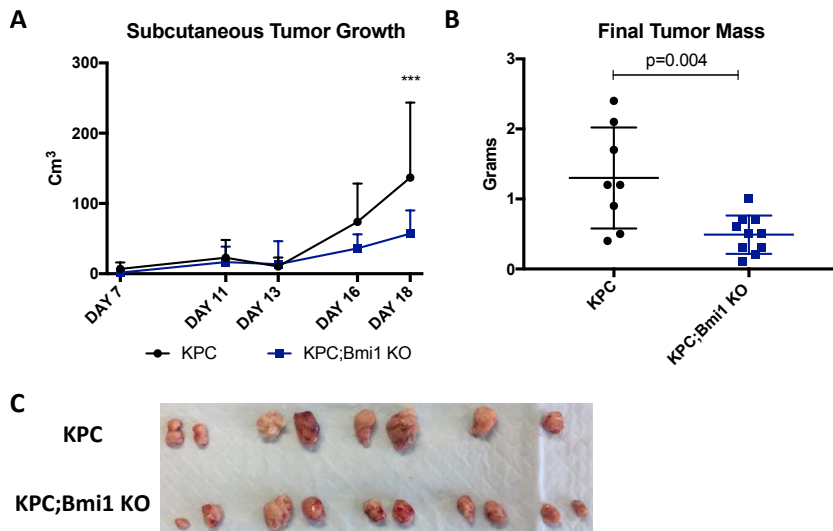 A
Subcutaneous Tumor Growth
***
300
200
100
0
Cm³
DAY 7
DAY 11
DAY 13
DAY 16
DAY 18
KPC
KPC;Bmi1 KO
B
Final Tumor Mass
p=0.004
3
2
1
0
Grams
KPC
KPC;Bmi1 KO
C
KPC
KPC;Bmi1 KO